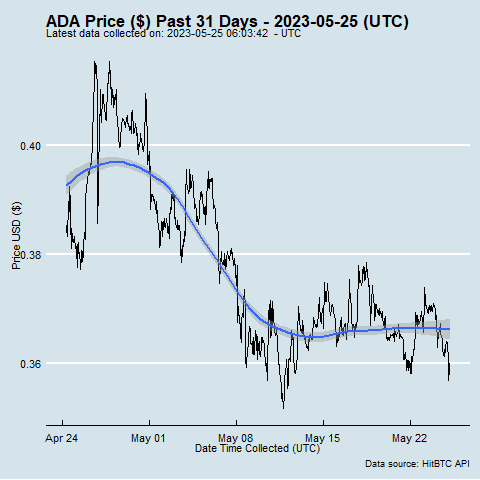 ADA Price ($) Past 31 Days - 2023-05-25 (UTC)
Latest data collected on: 2023-05-25 06:03:42 - UTC
0.40
0.38
0.36
Price USD ($)
Apr 24
May 01
May 08
May 15
May 22
Date Time Collected (UTC)
Data source: HitBTC API